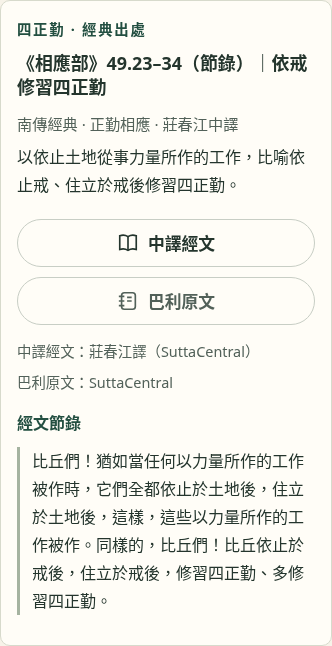 四正勤 · 經典出處
《相應部》49.23–34（節錄）｜依戒
修習四正勤
南傳經典 · 正勤相應 · 莊春江中譯
以依止土地從事力量所作的工作，比喻依
止戒、住立於戒後修習四正勤。
中譯經文
巴利原文
中譯經文：莊春江譯（SuttaCentral）
巴利原文：SuttaCentral
經文節錄
比丘們！猶如當任何以力量所作的工作
被作時，它們全都依止於土地後，住立
於土地後，這樣，這些以力量所作的工
作被作。同樣的，比丘們！比丘依止於
戒後，住立於戒後，修習四正勤、多修
習四正勤。